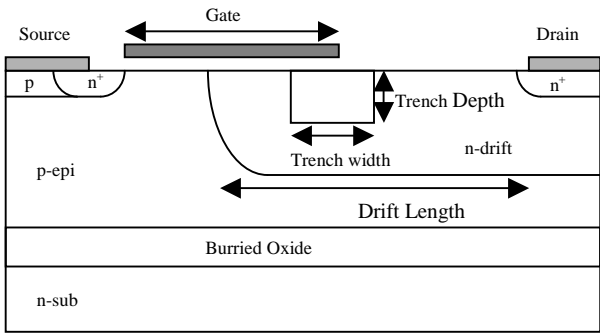 Gate
Source
Drain
p
n+
n+
Trench Depth
Trench width
n-drift
p-epi
Drift Length
Burried Oxide
n-sub